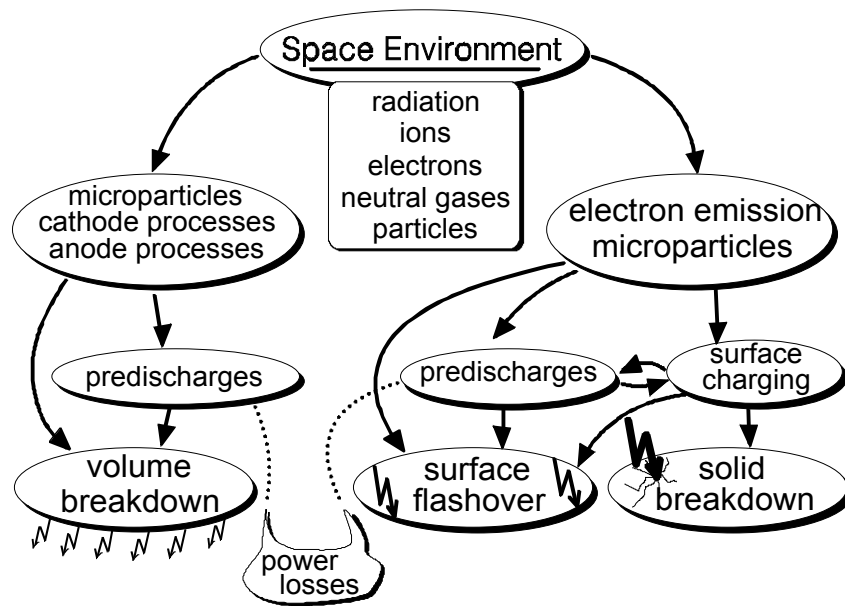 Space Environment
radiation
ions
electrons
neutral gases
particles
microparticles
cathode processes
anode processes
electron emission
microparticles
predischarges
predischarges
surface
charging
volume
breakdown
surface
flashover
solid
breakdown
power
losses